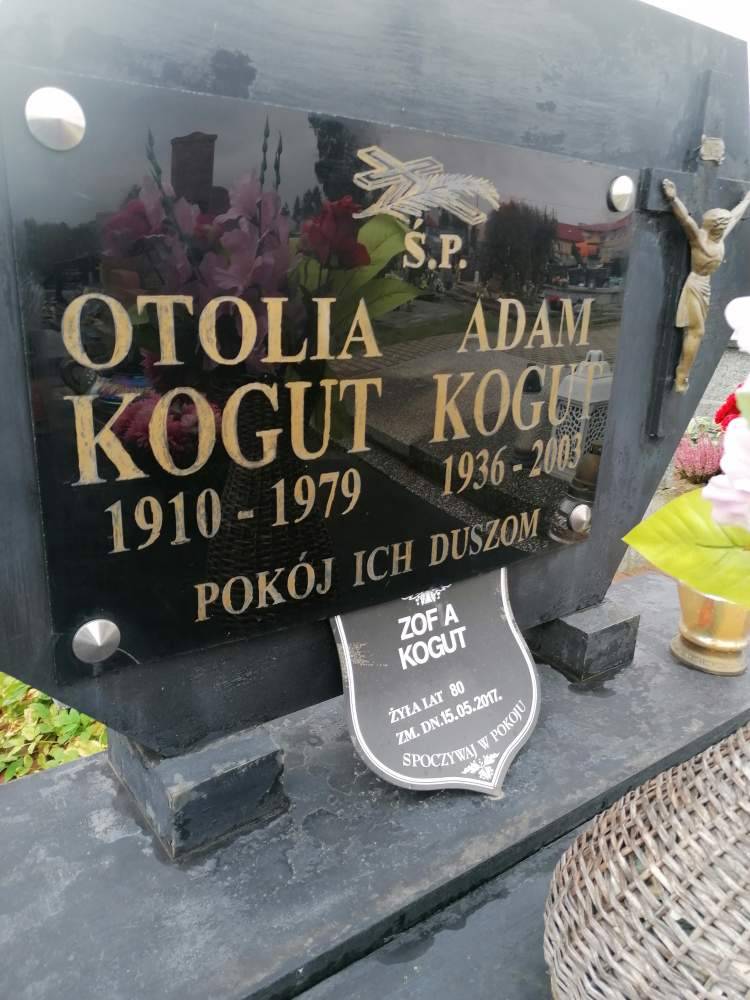 Ś.P.
OTOLIA
KOGUT
1910 - 1979
ADAM
KOGUT
1936 - 2003
POKÓJ ICH DUSZOM
ZOF A
KOGUT
ŻYŁA LAT 80
ZM. DN.15.05.2017.
SPOCZYWAJ W POKOJU